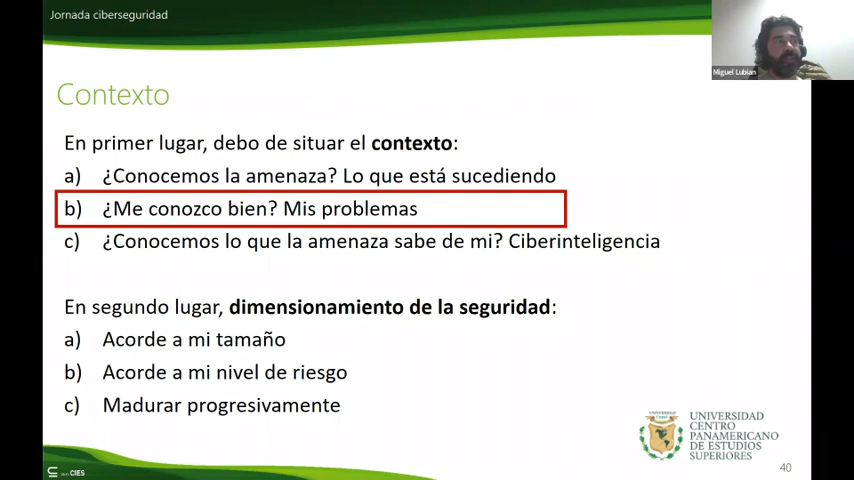 Jornada ciberseguridad
Miguel Lubian
Contexto
En primer lugar, debo de situar el contexto:
a) ¿Conocemos la amenaza? Lo que está sucediendo
b) ¿Me conozco bien? Mis problemas
c) ¿Conocemos lo que la amenaza sabe de mi? Ciberinteligencia
En segundo lugar, dimensionamiento de la seguridad:
a) Acorde a mi tamaño
b) Acorde a mi nivel de riesgo
c) Madurar progresivamente
UNIVERSIDAD
CENTRO
PANAMERICANO
DE ESTUDIOS
SUPERIORES
CIES
40